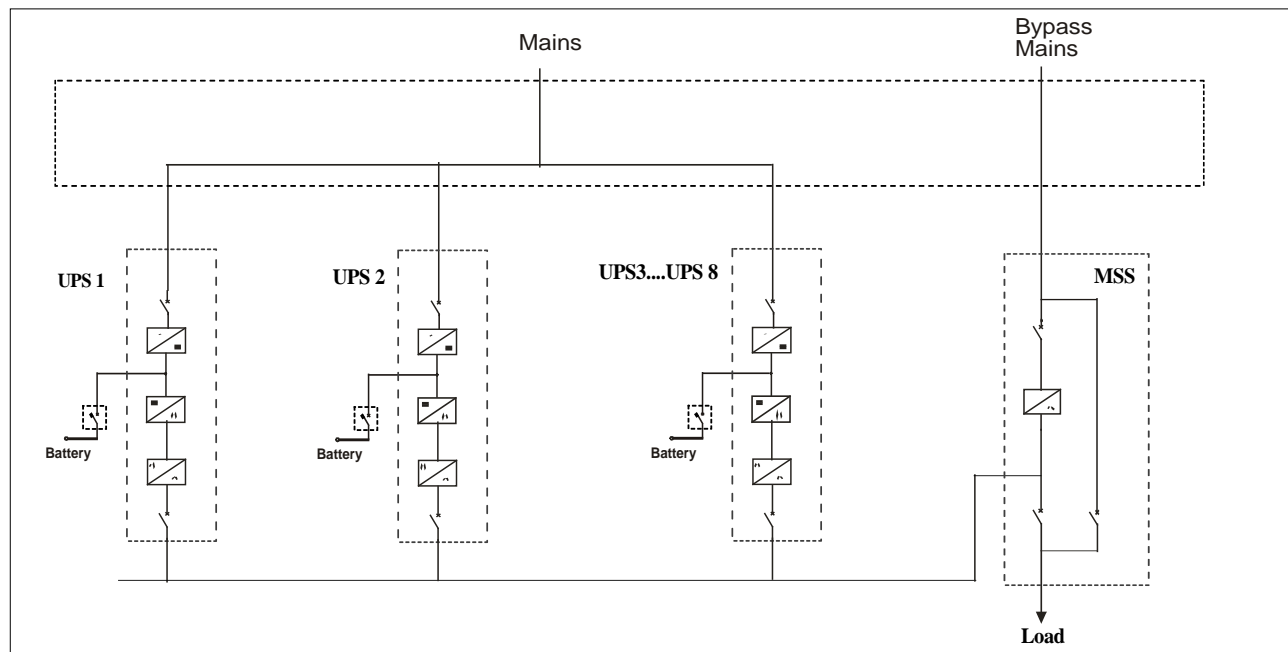 Mains
Bypass
Mains
UPS 1
UPS 2
UPS3....UPS 8
MSS
Battery
Battery
Battery
Load